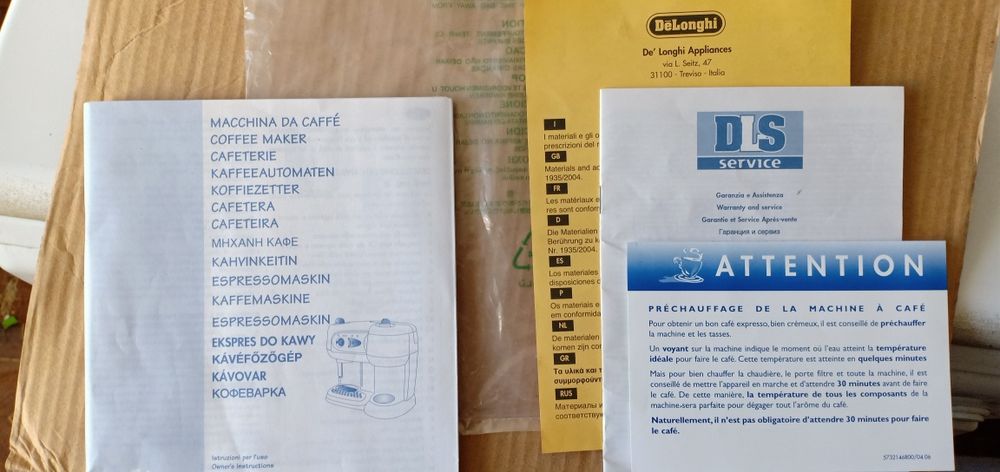 MACCHINA DA CAFFÉ
COFFEE MAKER
CAFETERIE
KAFFEEAUTOMATEN
KOFFIEZETTER
CAFETERA
CAFETEIRA
ΜΗΧΑΝΗ ΚΑΦΕ
KAHVINKEITIN
ESPRESSOMASKIN
KAFFEMASKINE
ESPRESSOMASKIN
EKSPRES DO KAWY
KÁVÉFŐZŐGÉP
KÁVOVAR
КОФЕВАРКА
Istruzioni per l'uso
Owner's instructions
DēLonghi
De' Longhi Appliances
via L. Seitz, 47
31100 - Treviso - Italia
I
I materiali e gli o
prescrizioni del r
GB
Materials and ac
1935/2004.
FR
Les matériaux e
res sont conform
D
Die Materialien
Berührung zu k
Nr. 1935/2004.
ES
Los materiales
disposiciones d
P
Os materiais e
em conformida
NL
De materialen
komen zijn con
GR
Τα υλικά και τ
συμμορφούντ
RUS
Материалы и
соответствую
DLS
service
Garanzia e Assistenza
Warranty and service
Garantie et Service Après-vente
Гаранция и сервиз
ATTENTION
PRÉCHAUFFAGE DE LA MACHINE À CAFÉ
Pour obtenir un bon café expresso, bien crémeux, il est conseillé de préchauffer
la machine et les tasses.
Un voyant sur la machine indique le moment où l'eau atteint la température
idéale pour faire le café. Cette température est atteinte en quelques minutes
Mais pour bien chauffer la chaudière, le porte filtre et toute la machine, il est
conseillé de mettre l'appareil en marche et d'attendre 30 minutes avant de faire
le café. De cette manière, la température de tous les composants de la
machine sera parfaite pour dégager tout l'arôme du café.
Naturellement, il n'est pas obligatoire d'attendre 30 minutes pour faire
le café.
5732146800/04.06